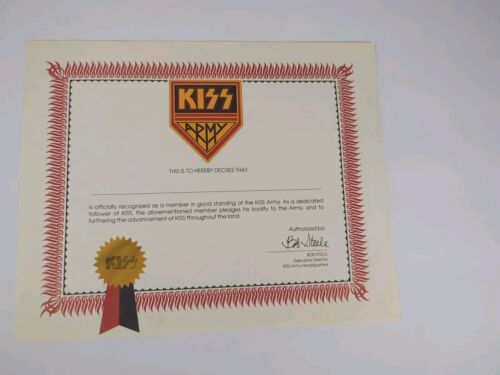 KISS
ARMY
THIS IS TO HEREBY DECREE THAT
is officially recognized as a member in good standing of the KISS Army. As a dedicated
follower of KISS, the aforementioned member pledges his loyalty to the Army, and to
furthering the advancement of KISS throughout the land.
Authorized by:
Bob Steele
BOB STEELE
Executive Director
KISS Army Headquarters
KISS